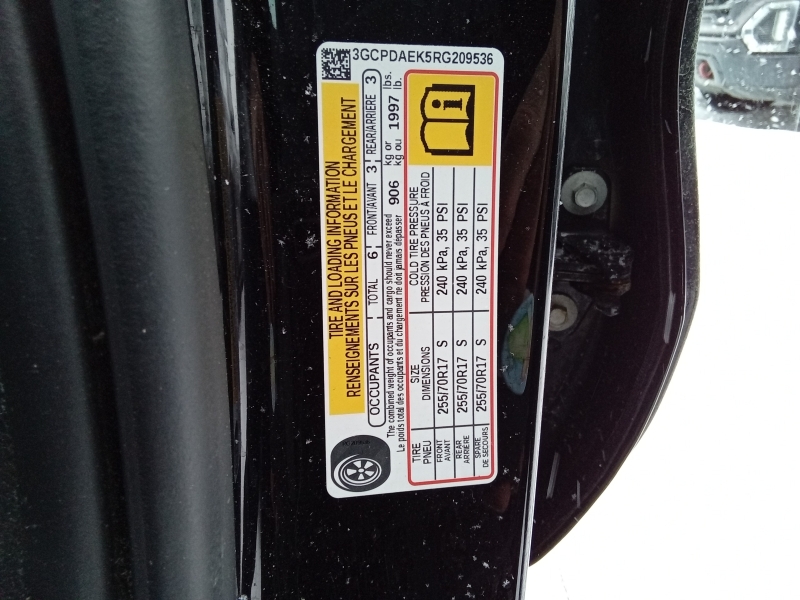 3GCPDAEK5RG209536
TIRE AND LOADING INFORMATION
RENSEIGNEMENTS SUR LES PNEUS ET LE CHARGEMENT
OCCUPANTS TOTAL 6 FRONT/AVANT 3 REAR/ARRIÈRE 3
The combined weight of occupants and cargo should never exceed 906 kg or 1997 lbs.
Le poids total des occupants et du chargement ne doit jamais dépasser kg ou lb.
TIRE SIZE COLD TIRE PRESSURE
PNEU DIMENSIONS PRESSION DES PNEUS À FROID
FRONT
AVANT 255/70R17 S 240 kPa, 35 PSI
REAR
ARRIÈRE 255/70R17 S 240 kPa, 35 PSI
SPARE
DE SECOURS 255/70R17 S 240 kPa, 35 PSI